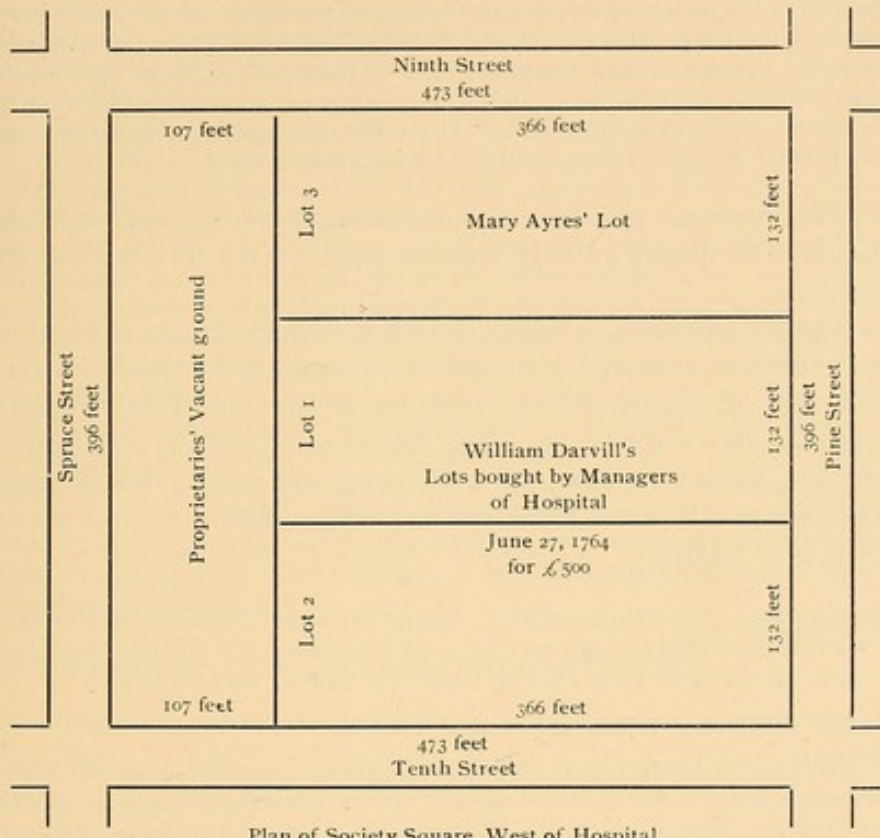 Ninth Street
473 feet
107 feet
366 feet
Lot 3
Mary Ayres' Lot
132 feet
Spruce Street
396 feet
Proprietaries' Vacant ground
Lot 1
William Darvill's
Lots bought by Managers
of Hospital
132 feet
396 feet
Pine Street
June 27, 1764
for £500
Lot 2
132 feet
107 feet
366 feet
473 feet
Tenth Street
Plan of Society Square, West of Hospital